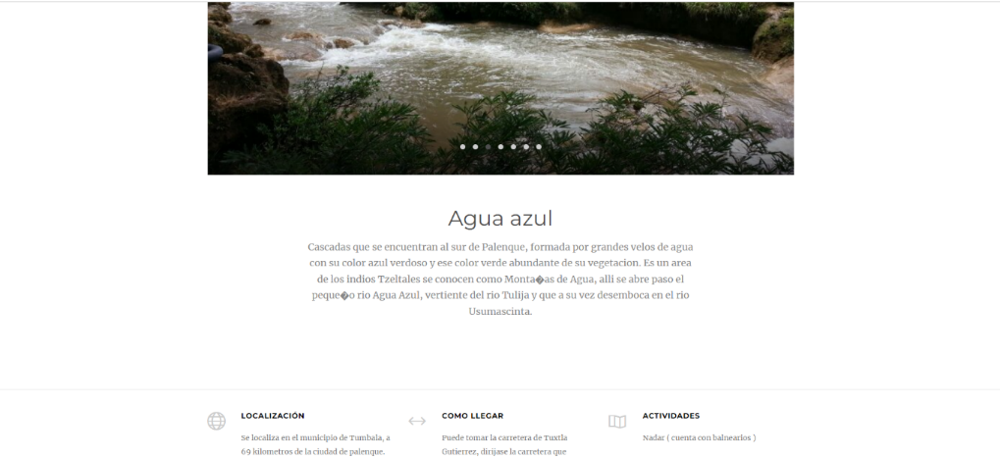 Agua azul
Cascadas que se encuentran al sur de Palenque, formada por grandes velos de agua
con su color azul verdoso y ese color verde abundante de su vegetacion. Es un area
de los indios Tzeltales se conocen como Monta�as de Agua, alli se abre paso el
peque�o rio Agua Azul, vertiente del rio Tulija y que a su vez desemboca en el rio
Usumascinta.
LOCALIZACIÓN
Se localiza en el municipio de Tumbala, a
69 kilometros de la ciudad de palenque.
COMO LLEGAR
Puede tomar la carretera de Tuxtla
Gutierrez, dirijase la carretera que
ACTIVIDADES
Nadar ( cuenta con balnearios )